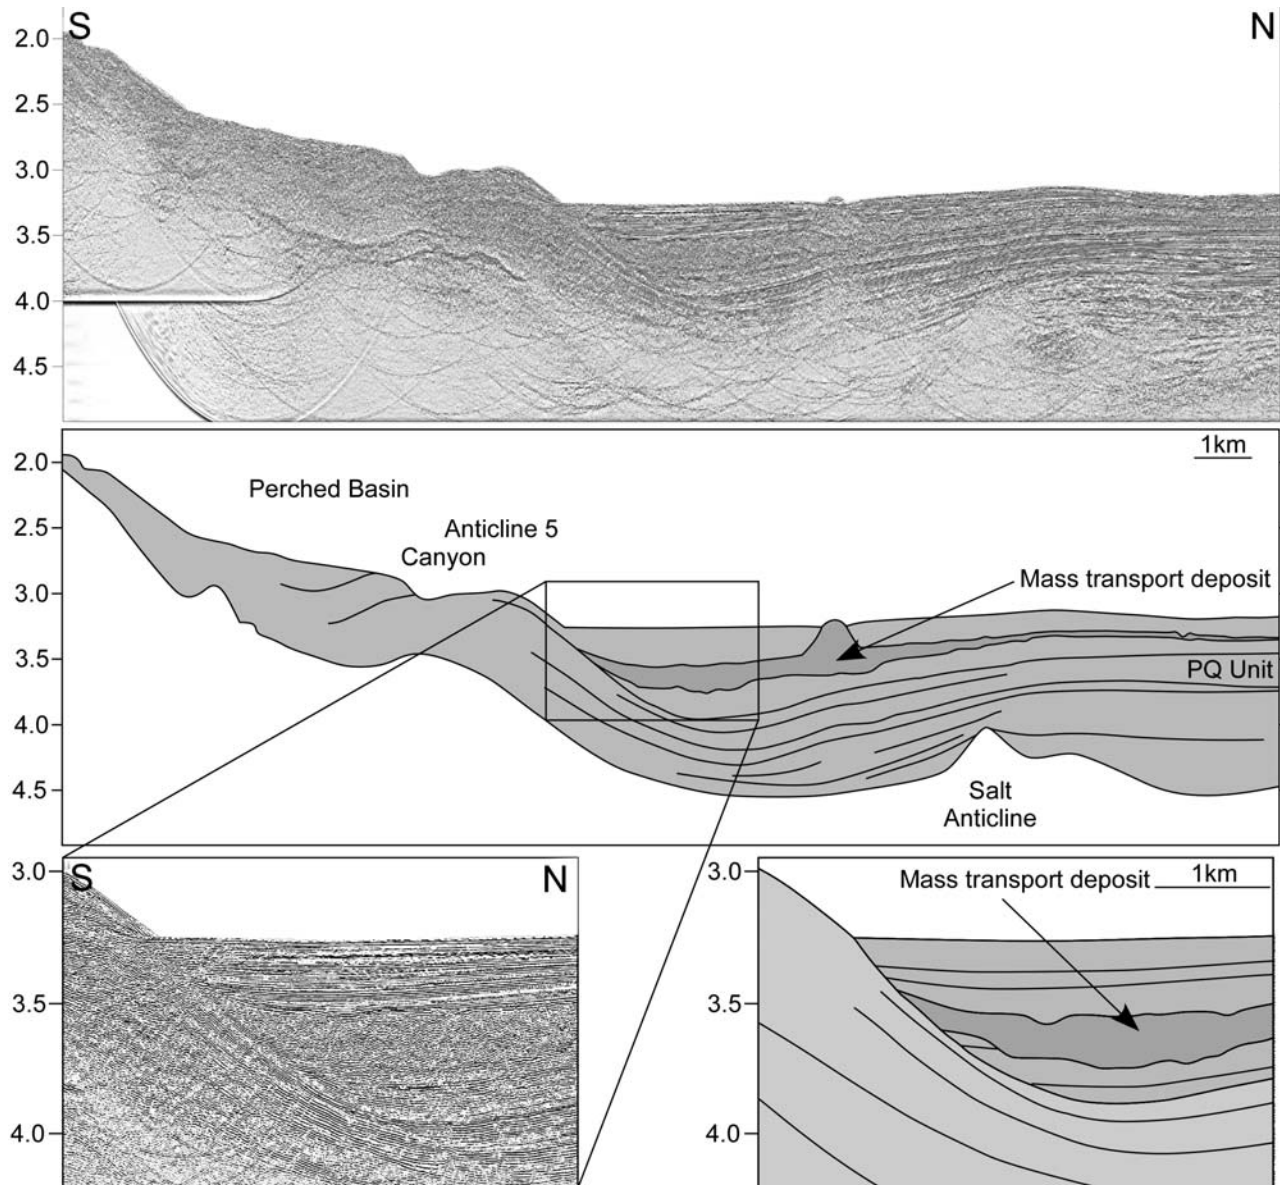 S
N
2.0
2.5
3.0
3.5
4.0
4.5
1km
2.0
Perched Basin
2.5
Anticline 5
Canyon
Mass transport deposit
3.0
3.5
PQ Unit
4.0
4.5
Salt
Anticline
3.0
S
N
3.5
4.0
3.0
Mass transport deposit
1km
3.5
4.0